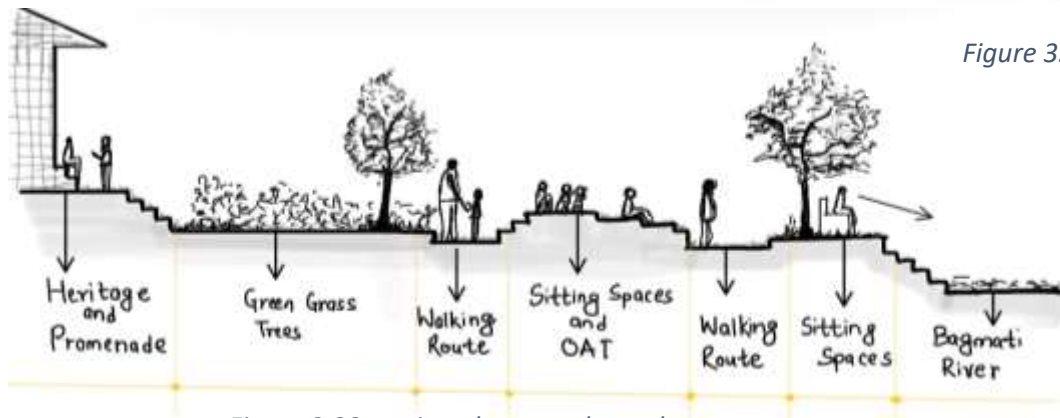 Figure 3
Heritage
and
Promenade
Green Grass
Trees
Walking
Route
Sitting Spaces
and
OAT
Walking
Route
Sitting
Spaces
Bagmati
River